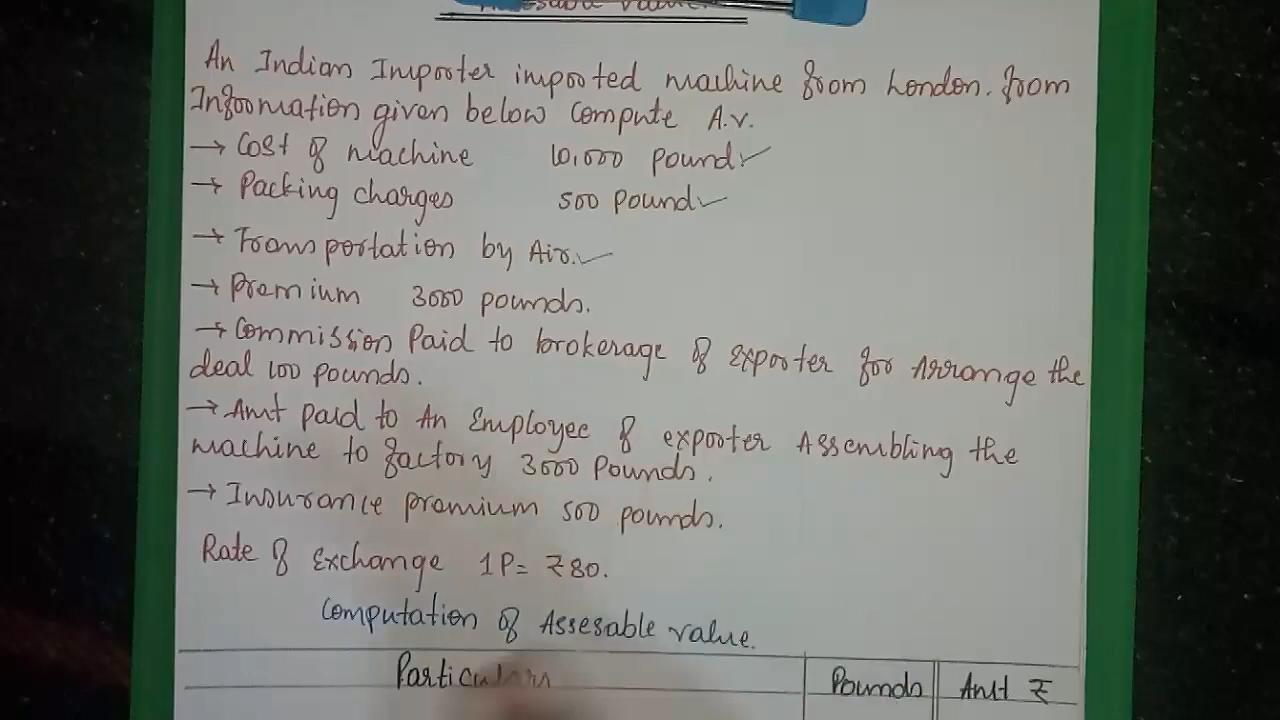 An Indian Importer imported machine from London. from
Information given below compute A.V.
→ Cost of machine 10,000 pound ✓
→ Packing charges 500 pound ✓
→ Transportation by Air. ✓
→ Premium 3000 pounds.
→ Commission Paid to brokerage of exporter for Arrange the
deal 100 pounds.
→ Amt paid to An Employee of exporter Assembling the
machine to factory 3000 Pounds.
→ Insurance premium 500 pounds.
Rate of Exchange 1P= ₹80.
Computation of Assesable value.
Particulars Pounds Amt ₹